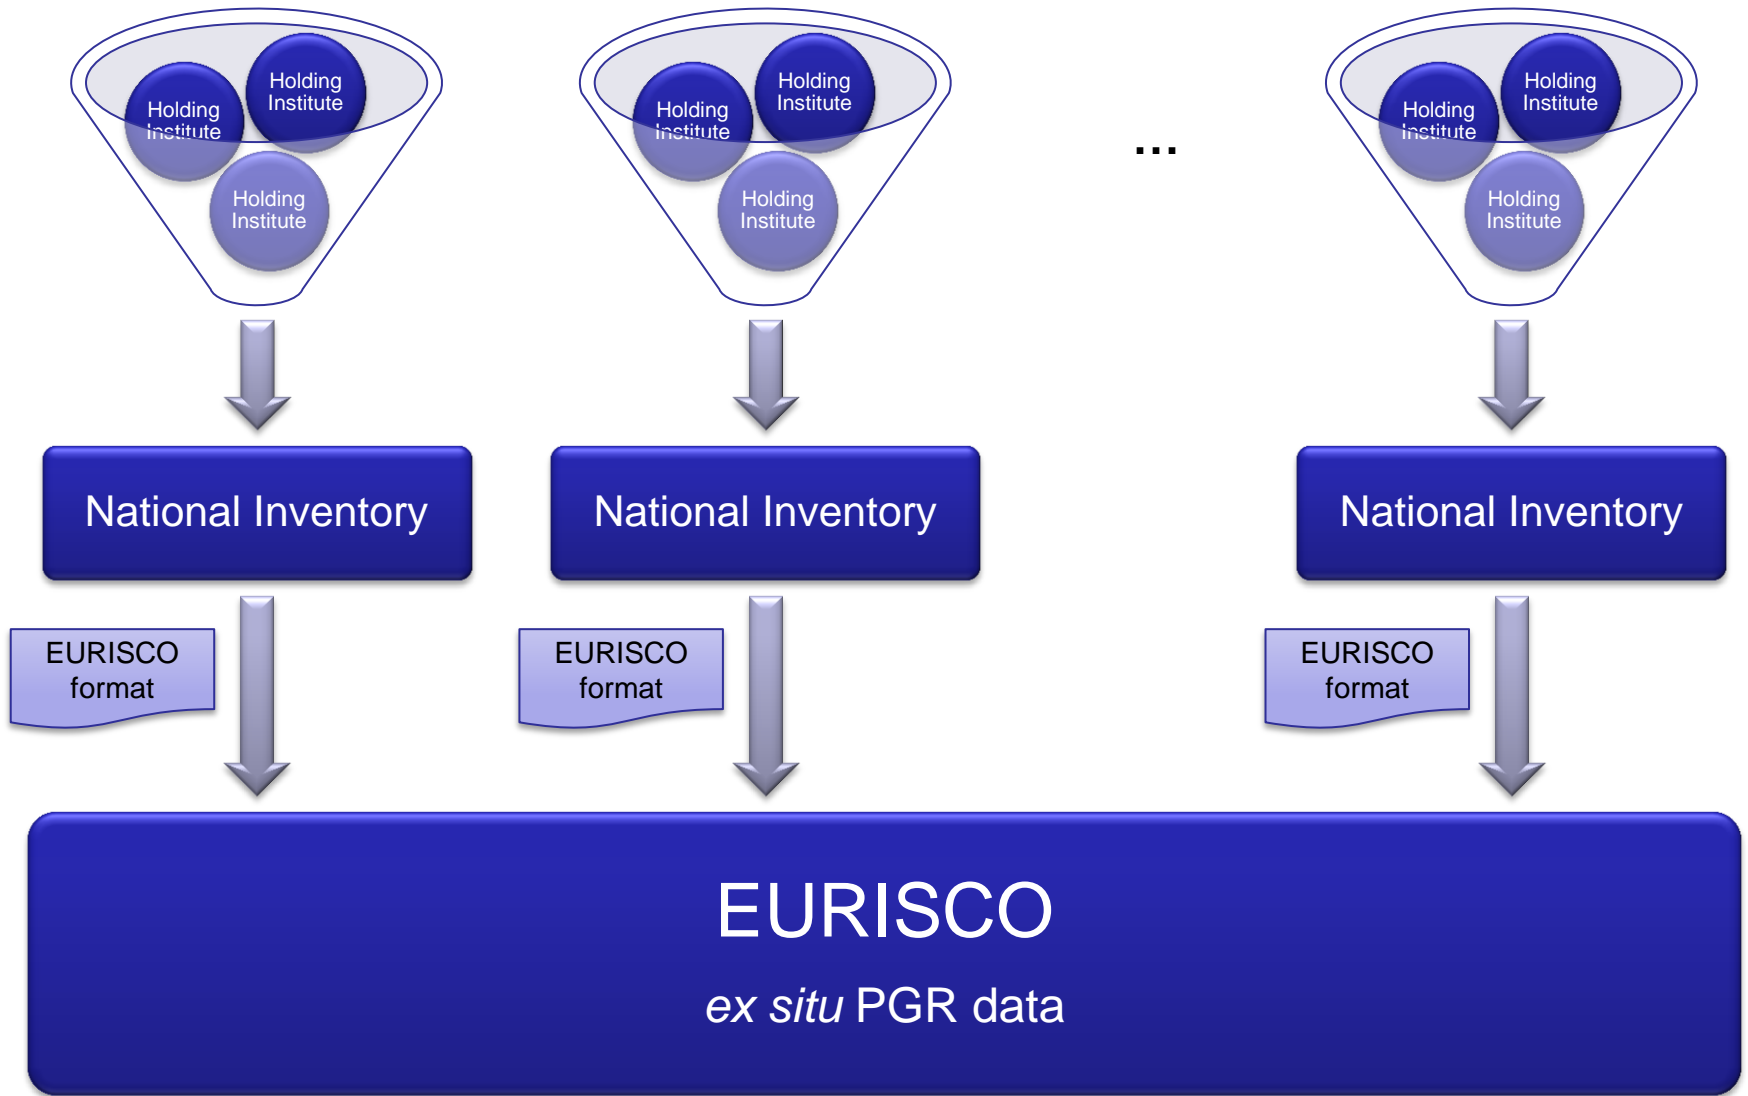 Holding
Institute
Holding
Institute
Holding
Institute
Holding
Institute
Holding
Institute
Holding
Institute
...
Holding
Institute
Holding
Institute
Holding
Institute
National Inventory
National Inventory
National Inventory
EURISCO
format
EURISCO
format
EURISCO
format
EURISCO
ex situ PGR data